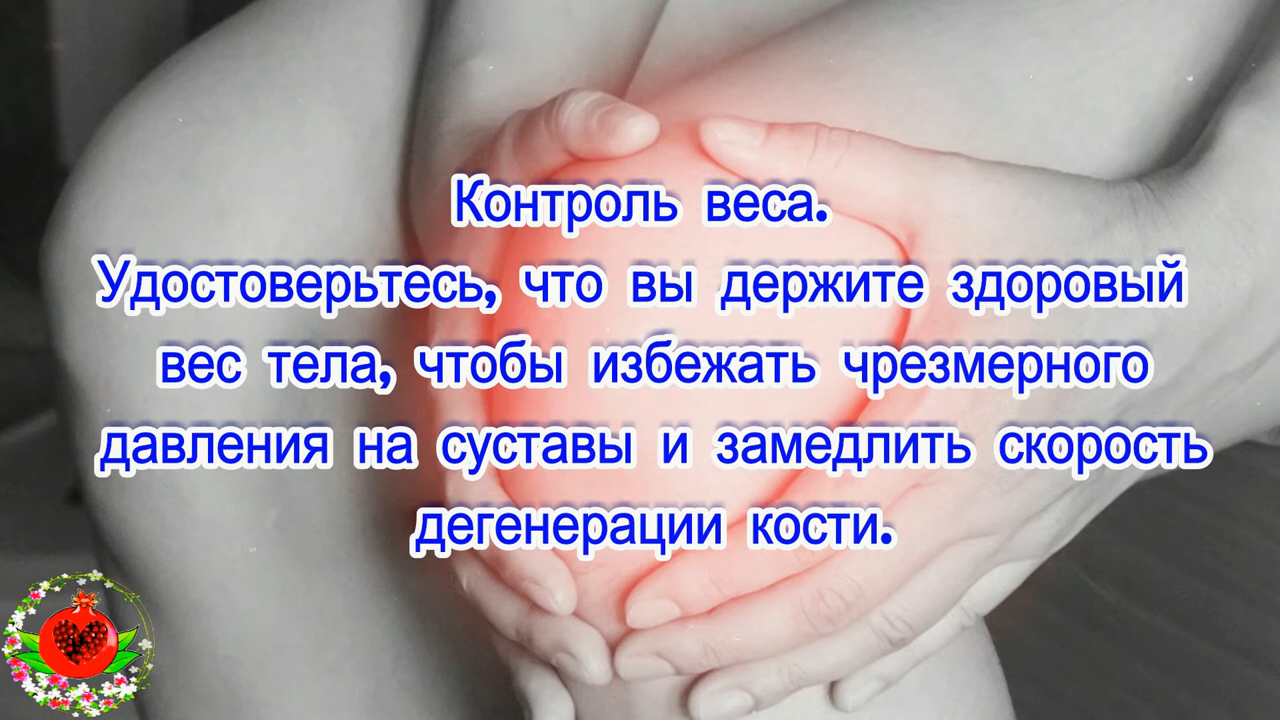 Контроль веса.
Удостоверьтесь, что вы держите здоровый
вес тела, чтобы избежать чрезмерного
давления на суставы и замедлить скорость
дегенерации кости.